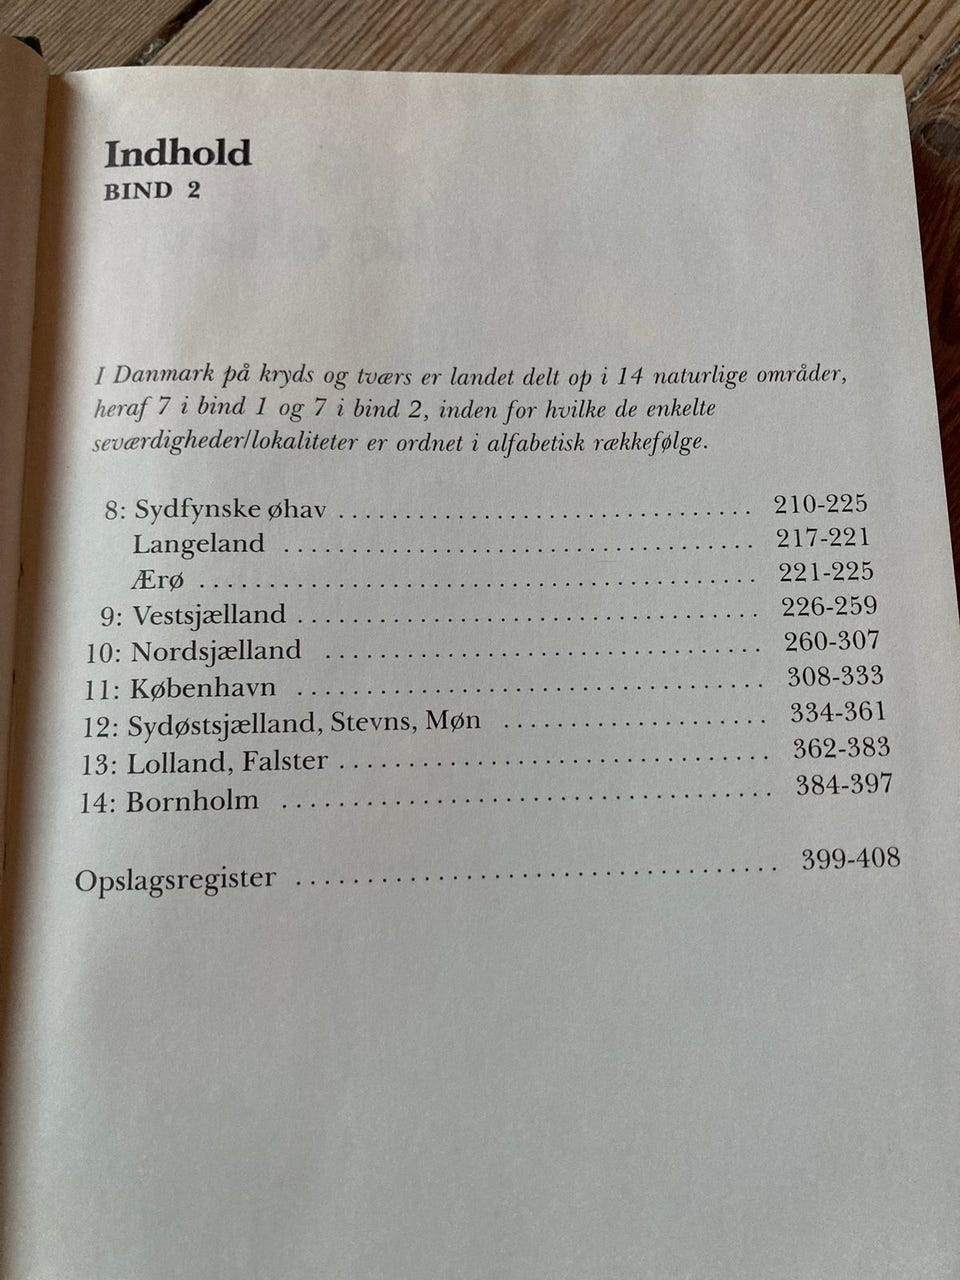 Indhold
BIND 2
I Danmark på kryds og tværs er landet delt op i 14 naturlige områder,
heraf 7 i bind 1 og 7 i bind 2, inden for hvilke de enkelte
seværdigheder/lokaliteter er ordnet i alfabetisk rækkefølge.
8: Sydfynske øhav . . . . . . . . . . . . . . . . . . . . . . . . . . . . . . . . . 210-225
Langeland . . . . . . . . . . . . . . . . . . . . . . . . . . . . . . . . . . . . . 217-221
Ærø . . . . . . . . . . . . . . . . . . . . . . . . . . . . . . . . . . . . . . . . . . . 221-225
9: Vestsjælland . . . . . . . . . . . . . . . . . . . . . . . . . . . . . . . . . . . . 226-259
10: Nordsjælland . . . . . . . . . . . . . . . . . . . . . . . . . . . . . . . . . . 260-307
11: København . . . . . . . . . . . . . . . . . . . . . . . . . . . . . . . . . . . . 308-333
12: Sydøstsjælland, Stevns, Møn . . . . . . . . . . . . . . . . . . . . 334-361
13: Lolland, Falster . . . . . . . . . . . . . . . . . . . . . . . . . . . . . . . . . 362-383
14: Bornholm . . . . . . . . . . . . . . . . . . . . . . . . . . . . . . . . . . . . . 384-397
Opslagsregister . . . . . . . . . . . . . . . . . . . . . . . . . . . . . . . . . . . . 399-408